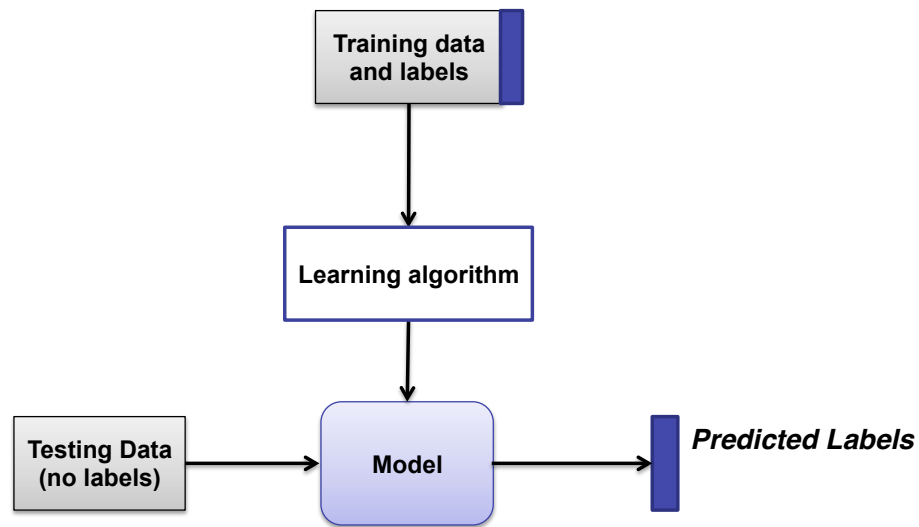 Training data
and labels
Learning algorithm
Testing Data
(no labels)
Model
Predicted Labels